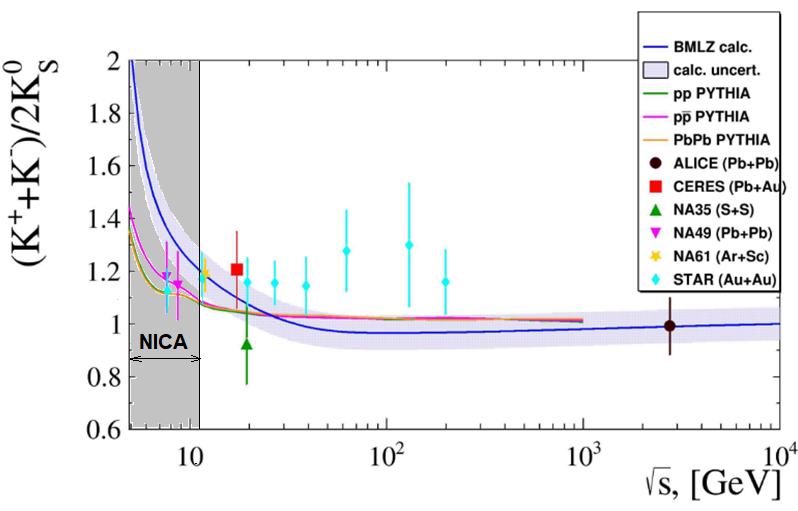 (K⁺+K⁻)/2K⁰S
2
1.8
1.6
1.4
1.2
1
0.8
0.6
NICA
BMLZ calc.
calc. uncert.
pp PYTHIA
pp̅ PYTHIA
PbPb PYTHIA
ALICE (Pb+Pb)
CERES (Pb+Au)
NA35 (S+S)
NA49 (Pb+Pb)
NA61 (Ar+Sc)
STAR (Au+Au)
10
10²
10³
10⁴
√s, [GeV]